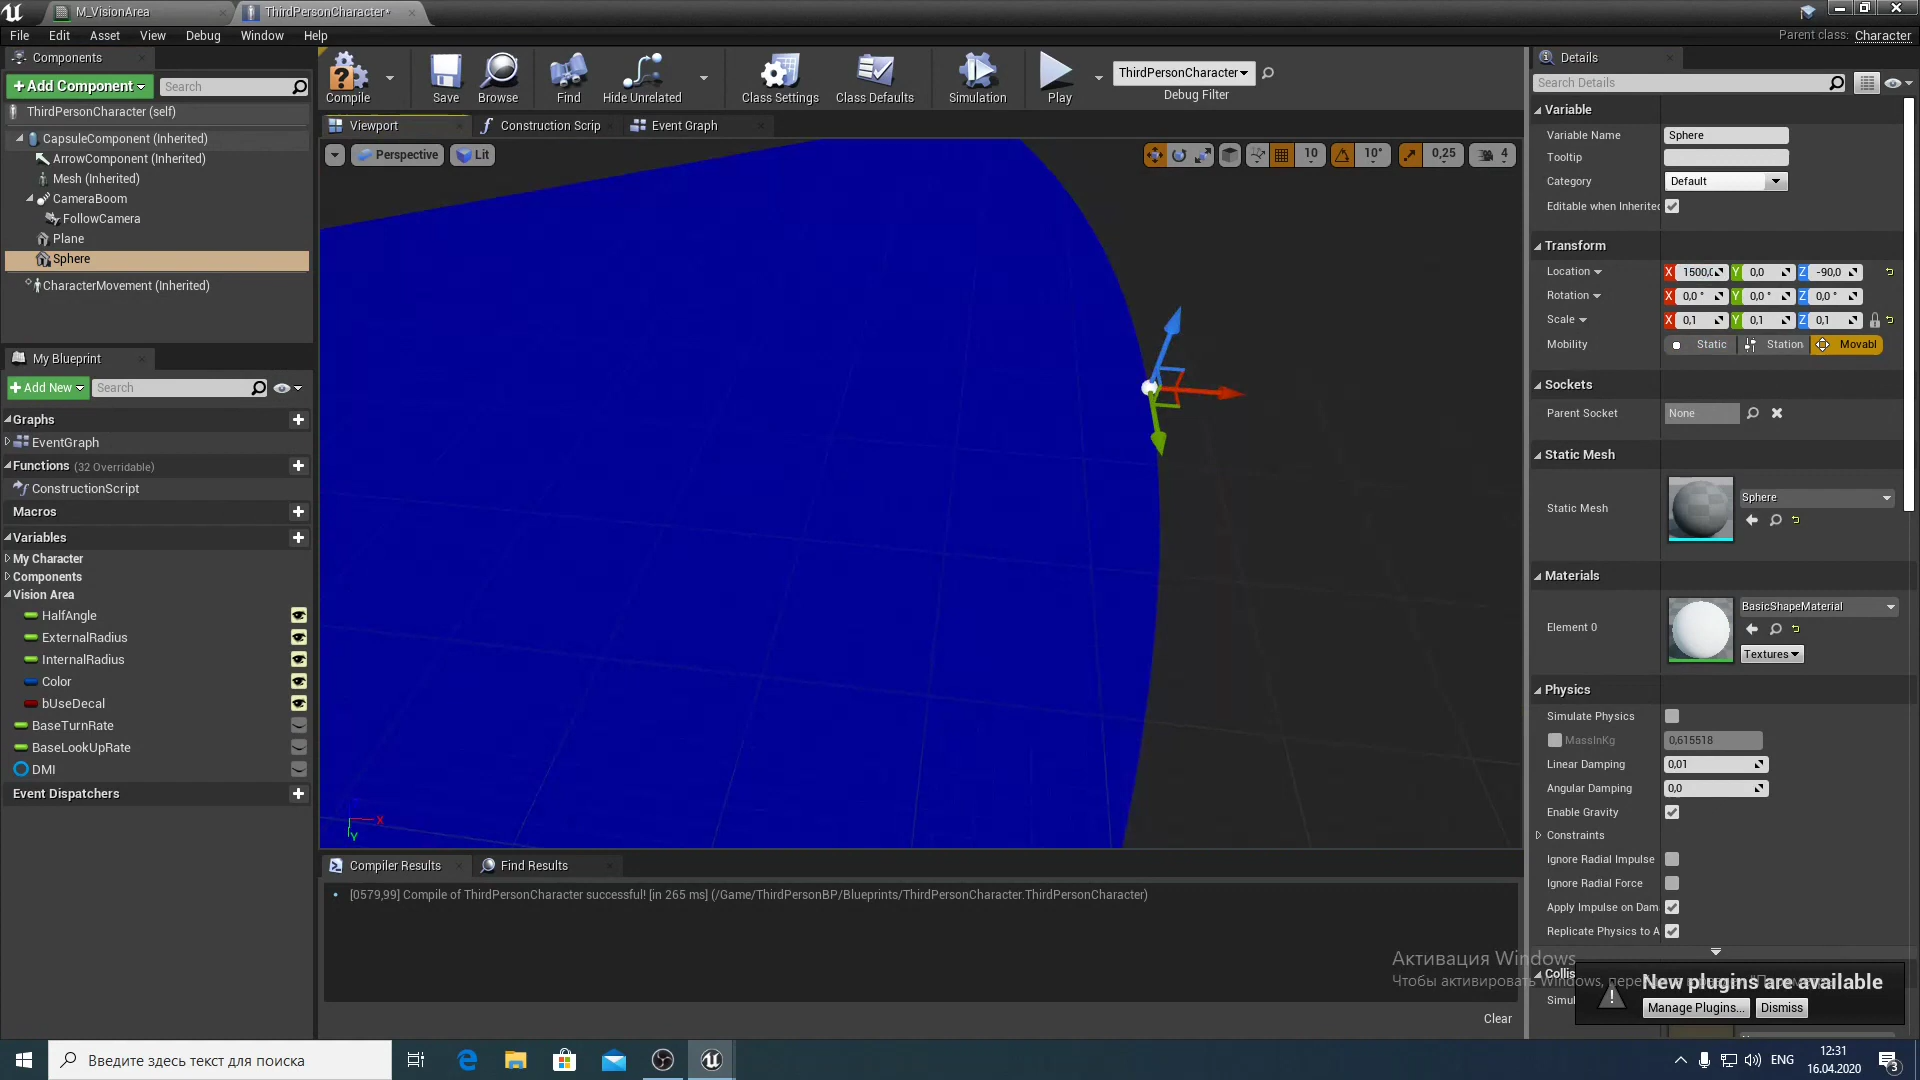 M_VisionArea
ThirdPersonCharacter*
File Edit Asset View Debug Window Help
Parent class: Character
Components
+Add Component
Search
ThirdPersonCharacter (self)
CapsuleComponent (Inherited)
ArrowComponent (Inherited)
Mesh (Inherited)
CameraBoom
FollowCamera
Plane
Sphere
CharacterMovement (Inherited)
My Blueprint
+Add New
Search
Graphs
EventGraph
Functions (32 Overridable)
ConstructionScript
Macros
Variables
My Character
Components
Vision Area
HalfAngle
ExternalRadius
InternalRadius
Color
bUseDecal
BaseTurnRate
BaseLookUpRate
DMI
Event Dispatchers
Compile
Save
Browse
Find
Hide Unrelated
Class Settings
Class Defaults
Simulation
Play
ThirdPersonCharacter
Debug Filter
Viewport
Construction Scrip
Event Graph
Perspective
Lit
10
10°
0,25
4
X
Y
Compiler Results
Find Results
[0579,99] Compile of ThirdPersonCharacter successful! [in 265 ms] (/Game/ThirdPersonBP/Blueprints/ThirdPersonCharacter.ThirdPersonCharacter)
Clear
Details
Search Details
Variable
Variable Name Sphere
Tooltip
Category Default
Editable when Inherited
Transform
Location X 1500,0 Y 0,0 Z -90,0
Rotation X 0,0 ° Y 0,0 ° Z 0,0 °
Scale X 0,1 Y 0,1 Z 0,1
Mobility Static Station Movabl
Sockets
Parent Socket None
Static Mesh
Static Mesh Sphere
Materials
Element 0 BasicShapeMaterial
Textures
Physics
Simulate Physics
MassInKg 0,615518
Linear Damping 0,01
Angular Damping 0,0
Enable Gravity
Constraints
Ignore Radial Impulse
Ignore Radial Force
Apply Impulse on Dam
Replicate Physics to A
Collis
Simul
Активация Windows
Чтобы активировать Windows, пере
New plugins are available
Manage Plugins...
Dismiss
Введите здесь текст для поиска
ENG
12:31
16.04.2020
3